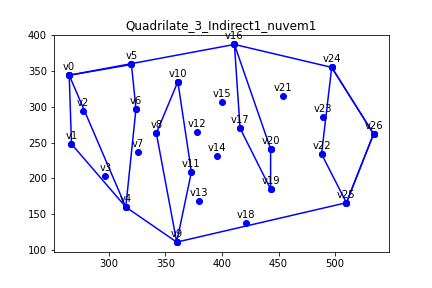 Quadrilate_3_Indirect1_nuvem1
400
350
300
250
200
150
100
300
350
400
450
500
v0
v1
v2
v3
v4
v5
v6
v7
v8
v9
v10
v11
v12
v13
v14
v15
v16
v17
v18
v19
v20
v21
v22
v23
v24
v25
v26